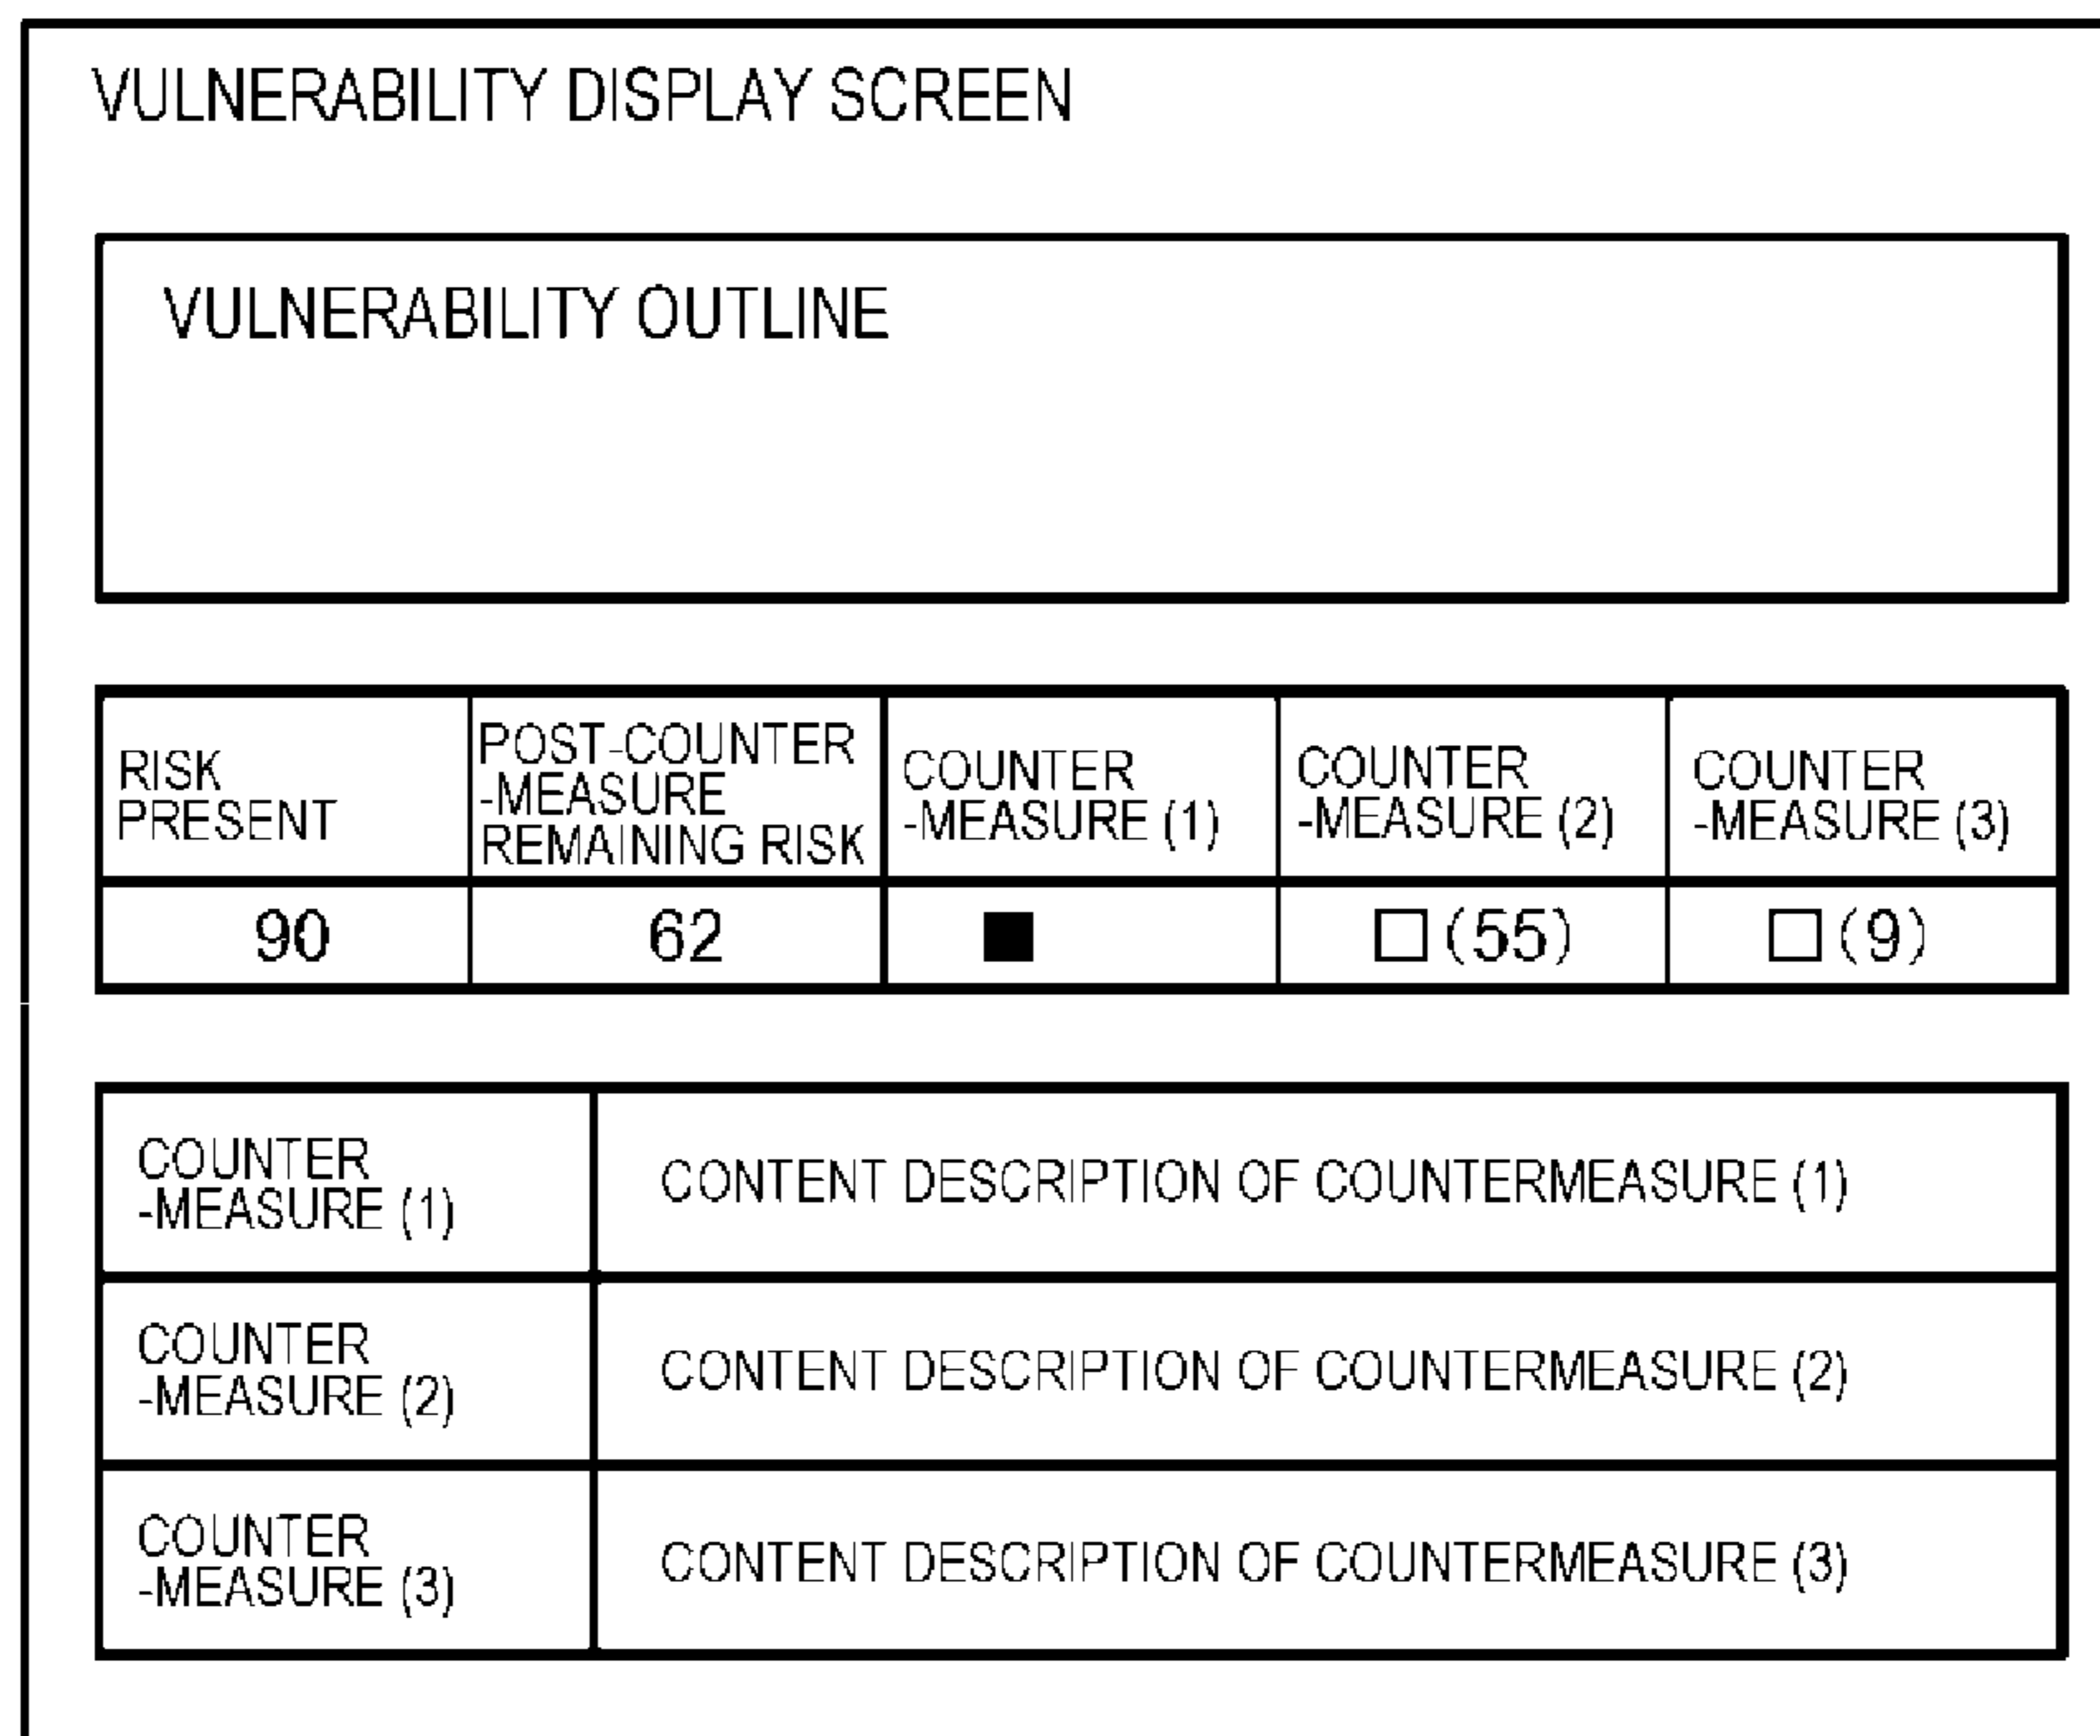 VULNERABILITY DISPLAY SCREEN
VULNERABILITY OUTLINE
RISK
PRESENT
POST-COUNTER
-MEASURE
REMAINING RISK
COUNTER
-MEASURE (1)
COUNTER
-MEASURE (2)
COUNTER
-MEASURE (3)
90
62
■
□(55)
□(9)
COUNTER
-MEASURE (1)
CONTENT DESCRIPTION OF COUNTERMEASURE (1)
COUNTER
-MEASURE (2)
CONTENT DESCRIPTION OF COUNTERMEASURE (2)
COUNTER
-MEASURE (3)
CONTENT DESCRIPTION OF COUNTERMEASURE (3)